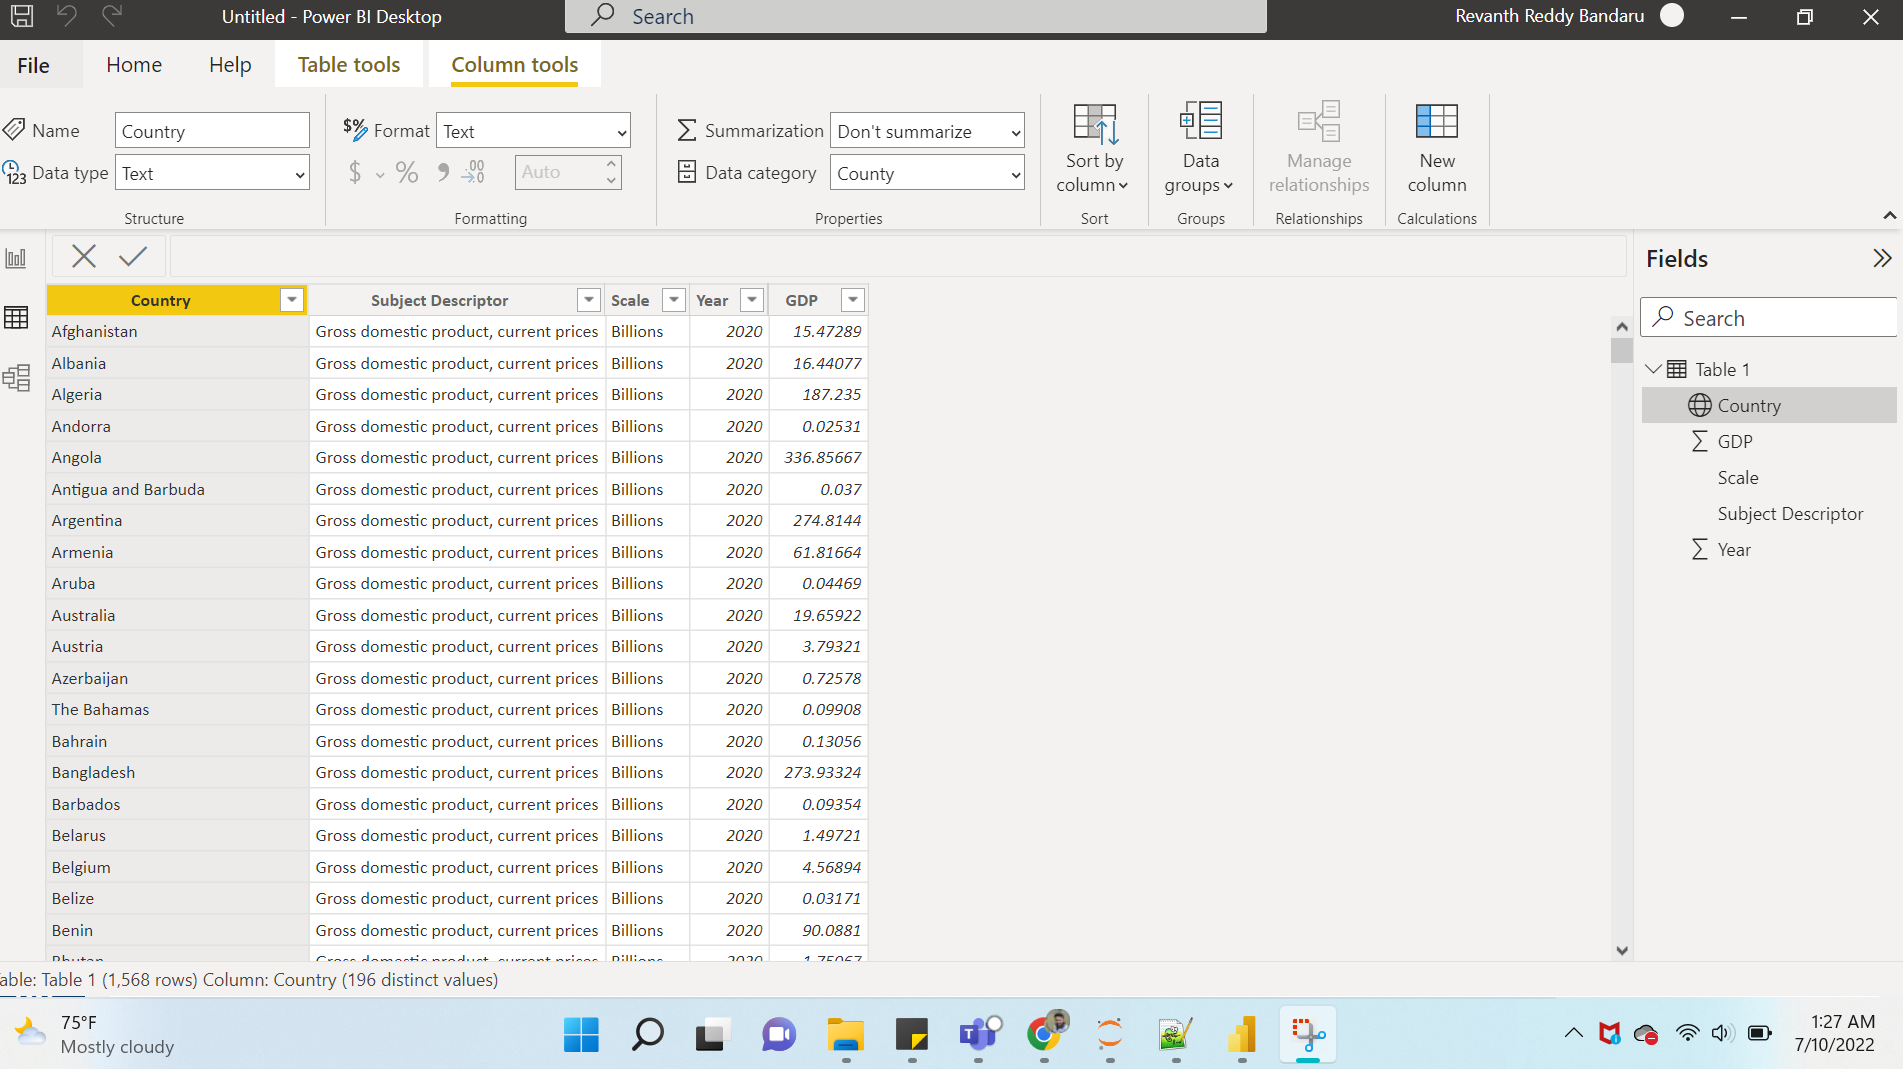 Untitled - Power BI Desktop
Search
Revanth Reddy Bandaru
File
Home
Help
Table tools
Column tools
Name
Country
Data type
Text
Structure
Format
Text
$ % 9 .00
Auto
Formatting
Summarization
Don't summarize
Data category
County
Properties
Sort by column
Sort
Data groups
Groups
Manage relationships
Relationships
New column
Calculations
Country Subject Descriptor Scale Year GDP
Afghanistan Gross domestic product, current prices Billions 2020 15.47289
Albania Gross domestic product, current prices Billions 2020 16.44077
Algeria Gross domestic product, current prices Billions 2020 187.235
Andorra Gross domestic product, current prices Billions 2020 0.02531
Angola Gross domestic product, current prices Billions 2020 336.85667
Antigua and Barbuda Gross domestic product, current prices Billions 2020 0.037
Argentina Gross domestic product, current prices Billions 2020 274.8144
Armenia Gross domestic product, current prices Billions 2020 61.81664
Aruba Gross domestic product, current prices Billions 2020 0.04469
Australia Gross domestic product, current prices Billions 2020 19.65922
Austria Gross domestic product, current prices Billions 2020 3.79321
Azerbaijan Gross domestic product, current prices Billions 2020 0.72578
The Bahamas Gross domestic product, current prices Billions 2020 0.09908
Bahrain Gross domestic product, current prices Billions 2020 0.13056
Bangladesh Gross domestic product, current prices Billions 2020 273.93324
Barbados Gross domestic product, current prices Billions 2020 0.09354
Belarus Gross domestic product, current prices Billions 2020 1.49721
Belgium Gross domestic product, current prices Billions 2020 4.56894
Belize Gross domestic product, current prices Billions 2020 0.03171
Benin Gross domestic product, current prices Billions 2020 90.0881
Bhutan Gross domestic product, current prices Billions 2020 1.75067
Fields
Search
Table 1
Country
GDP
Scale
Subject Descriptor
Year
able: Table 1 (1,568 rows) Column: Country (196 distinct values)
75°F
Mostly cloudy
1:27 AM
7/10/2022